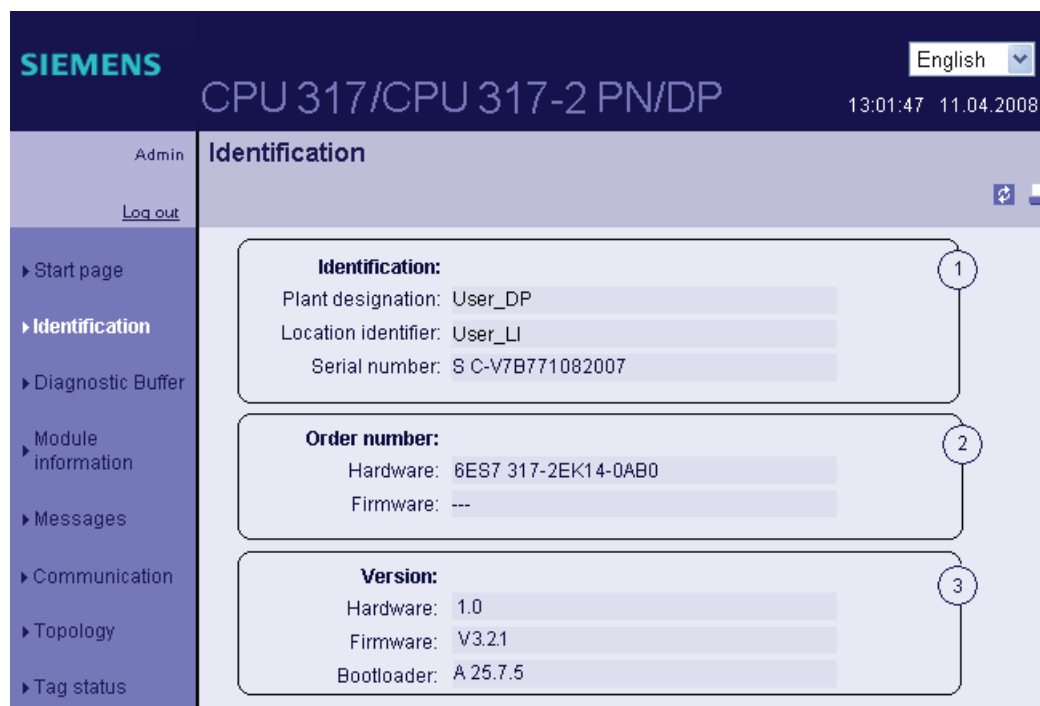 SIEMENS
English
CPU 317/CPU 317-2 PN/DP
13:01:47 11.04.2008
Admin
Identification
Log out
Start page
Identification
Diagnostic Buffer
Module
information
Messages
Communication
Topology
Tag status
Identification:
1
Plant designation: User_DP
Location identifier: User_LI
Serial number: S C-V7B771082007
Order number:
2
Hardware: 6ES7 317-2EK14-0AB0
Firmware: ---
Version:
3
Hardware: 1.0
Firmware: V3.2.1
Bootloader: A 25.7.5